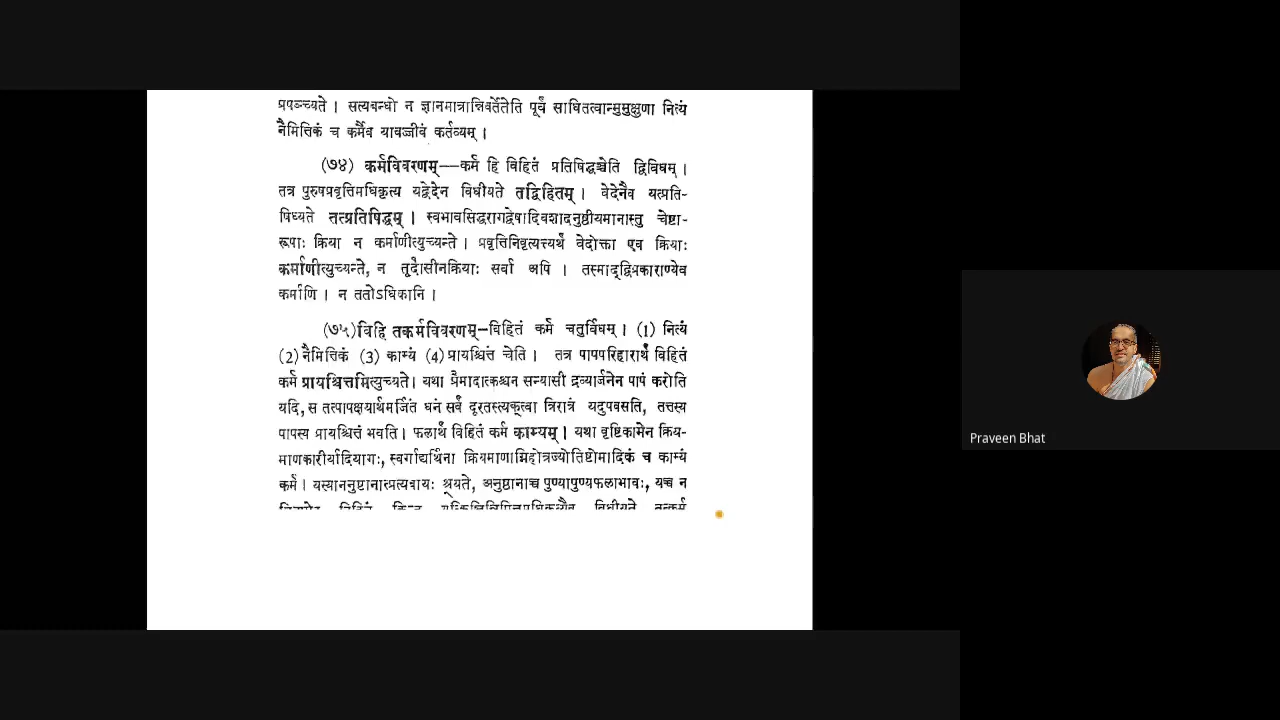 प्रपञ्च्यते । सत्यबन्धो न ज्ञानमात्रान्निवर्तेतेति पूर्वं साधितत्वान्मुमुक्षुणा नित्यं
नैमित्तिकं च कर्मैव यावज्जीवं कर्तव्यम् ।
(७४) कर्मविवरणम्—कर्म हि विहितं प्रतिषिद्धञ्चेति द्विविधम् ।
तत्र पुरुषप्रवृत्तिमधिकृत्य यद्वेदेन विधीयते तद्विहितम् । वेदेनैव यत्प्रति-
षिध्यते तत्प्रतिषिद्धम् । स्वभावसिद्धरागद्वेषादिवशादनुष्ठीयमानास्तु चेष्टा-
रूपाः क्रिया न कर्माणीत्युच्यन्ते । प्रवृत्तिनिवृत्त्यर्थं वेदोक्ता एव क्रियाः
कर्माणीत्युच्यन्ते, न तूदासीनक्रियाः सर्वा अपि । तस्माद्द्विप्रकाराण्येव
कर्माणि । न ततोऽधिकानि ।
(७५)विहि तकर्मविवरणम्–विहितं कर्म चतुर्विधम् । (1) नित्यं
(2) नैमित्तिकं (3) काम्यं (4) प्रायश्चित्तं चेति । तत्र पापपरिहारार्थं विहितं
कर्म प्रायश्चित्तमित्युच्यते । यथा प्रमादात्कश्चन सन्यासी द्रव्यार्जनेन पापं करोति
यदि, स तत्पापक्षयार्थमर्जितं धनं सर्वं दूरतस्त्यक्त्वा त्रिरात्रं यदुपवसति, तत्तस्य
पापस्य प्रायश्चित्तं भवति । फलार्थं विहितं कर्म काम्यम् । यथा वृष्टिकामेन क्रिय-
माणकारीर्यादियागः, स्वर्गाद्यर्थिना क्रियमाणाग्निहोत्रज्योतिष्टोमादिकं च काम्यं
कर्म । यस्याननुष्टानात्प्रत्यवायः श्रूयते, अनुष्ठानाच्च पुण्यापुण्यफलाभावः, यच्च न
Praveen Bhat